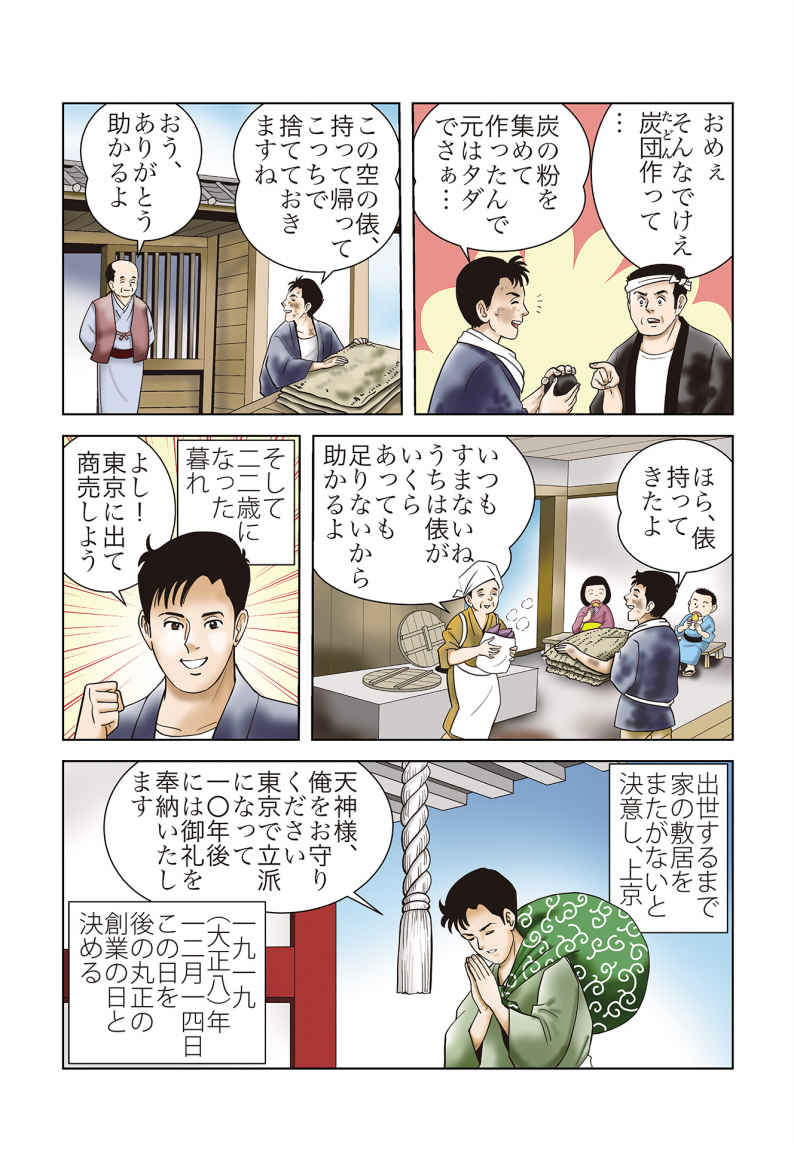 おめぇ
そんなでけえ
炭団作って
たどん
…
炭の粉を
集めて
作ったんで
元はタダ
でさぁ…
この空の俵、
持って帰って
こっちで
捨てておき
ますね
おう、
ありがとう
助かるよ
ほら、俵
持って
きたよ
いつも
すまないね
うちは俵が
いくら
あっても
足りないから
助かるよ
そして
二二歳に
なった
暮れ
よし！
東京に出て
商売しよう
出世するまで
家の敷居を
またがないと
決意し、上京
天神様、
俺をお守り
ください
東京で立派
になって
一〇年後
には御礼を
奉納いたし
ます
一九一九
（大正八）年
一二月一四日
この日を
後の丸正の
創業の日と
決める